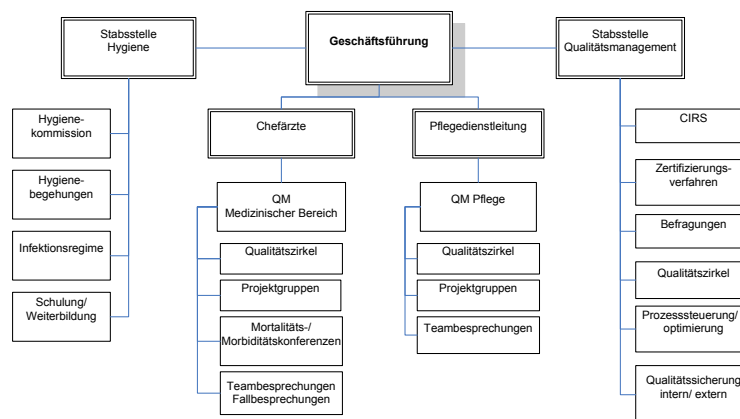 Stabsstelle
Hygiene
Geschäftsführung
Stabsstelle
Qualitätsmanagement
Hygiene-
kommission
Hygiene-
begehungen
Infektionsregime
Schulung/
Weiterbildung
Chefärzte
QM
Medizinischer Bereich
Qualitätszirkel
Projektgruppen
Mortalitäts-/
Morbiditätskonferenzen
Teambesprechungen
Fallbesprechungen
Pflegedienstleitung
QM Pflege
Qualitätszirkel
Projektgruppen
Teambesprechungen
CIRS
Zertifizierungs-
verfahren
Befragungen
Qualitätszirkel
Prozesssteuerung/
optimierung
Qualitätssicherung
intern/ extern